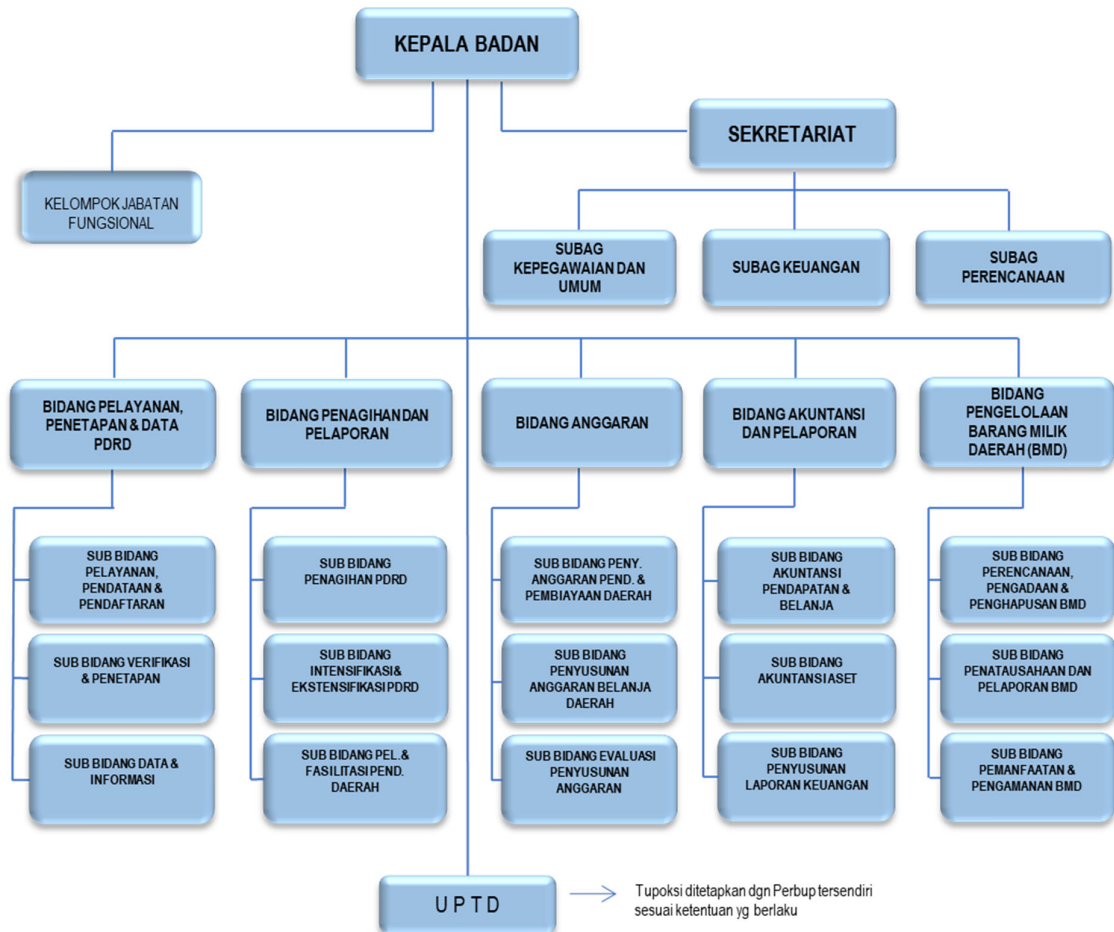 KEPALA BADAN
SEKRETARIAT
KELOMPOK JABATAN
FUNGSIONAL
SUBAG
KEPEGAWAIAN DAN
UMUM
SUBAG KEUANGAN
SUBAG
PERENCANAAN
BIDANG PELAYANAN,
PENETAPAN & DATA
PDRD
BIDANG PENAGIHAN DAN
PELAPORAN
BIDANG ANGGARAN
BIDANG AKUNTANSI
DAN PELAPORAN
BIDANG
PENGELOLAAN
BARANG MILIK
DAERAH (BMD)
SUB BIDANG
PELAYANAN,
PENDATAAN &
PENDAFTARAN
SUB BIDANG
PENAGIHAN PDRD
SUB BIDANG PENY.
ANGGARAN PEND. &
PEMBIAYAAN DAERAH
SUB BIDANG
AKUNTANSI
PENDAPATAN &
BELANJA
SUB BIDANG
PERENCANAAN,
PENGADAAN &
PENGHAPUSAN BMD
SUB BIDANG VERIFIKASI
& PENETAPAN
SUB BIDANG
INTENSIFIKASI &
EKSTENSIFIKASI PDRD
SUB BIDANG
PENYUSUNAN
ANGGARAN BELANJA
DAERAH
SUB BIDANG
AKUNTANSI ASET
SUB BIDANG
PENATAUSAHAAN DAN
PELAPORAN BMD
SUB BIDANG DATA &
INFORMASI
SUB BIDANG PEL. &
FASILITASI PEND.
DAERAH
SUB BIDANG EVALUASI
PENYUSUNAN
ANGGARAN
SUB BIDANG
PENYUSUNAN
LAPORAN KEUANGAN
SUB BIDANG
PEMANFAATAN &
PENGAMANAN BMD
U P T D
Tupoksi ditetapkan dgn Perbup tersendiri
sesuai ketentuan yg berlaku